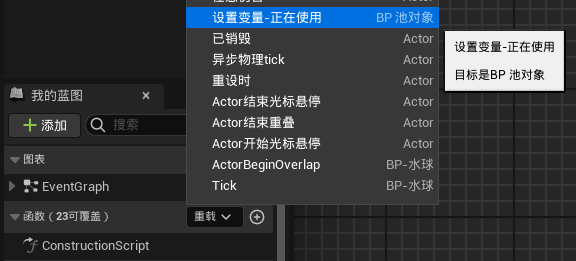 设置变量-正在使用 BP 池对象
已销毁 Actor
异步物理tick Actor
重设时 Actor
Actor结束光标悬停 Actor
Actor结束重叠 Actor
Actor开始光标悬停 Actor
ActorBeginOverlap BP-水球
Tick BP-水球
设置变量-正在使用
目标是BP 池对象
我的蓝图
添加
搜索
图表
EventGraph
函数（23可覆盖） 重载
ConstructionScript